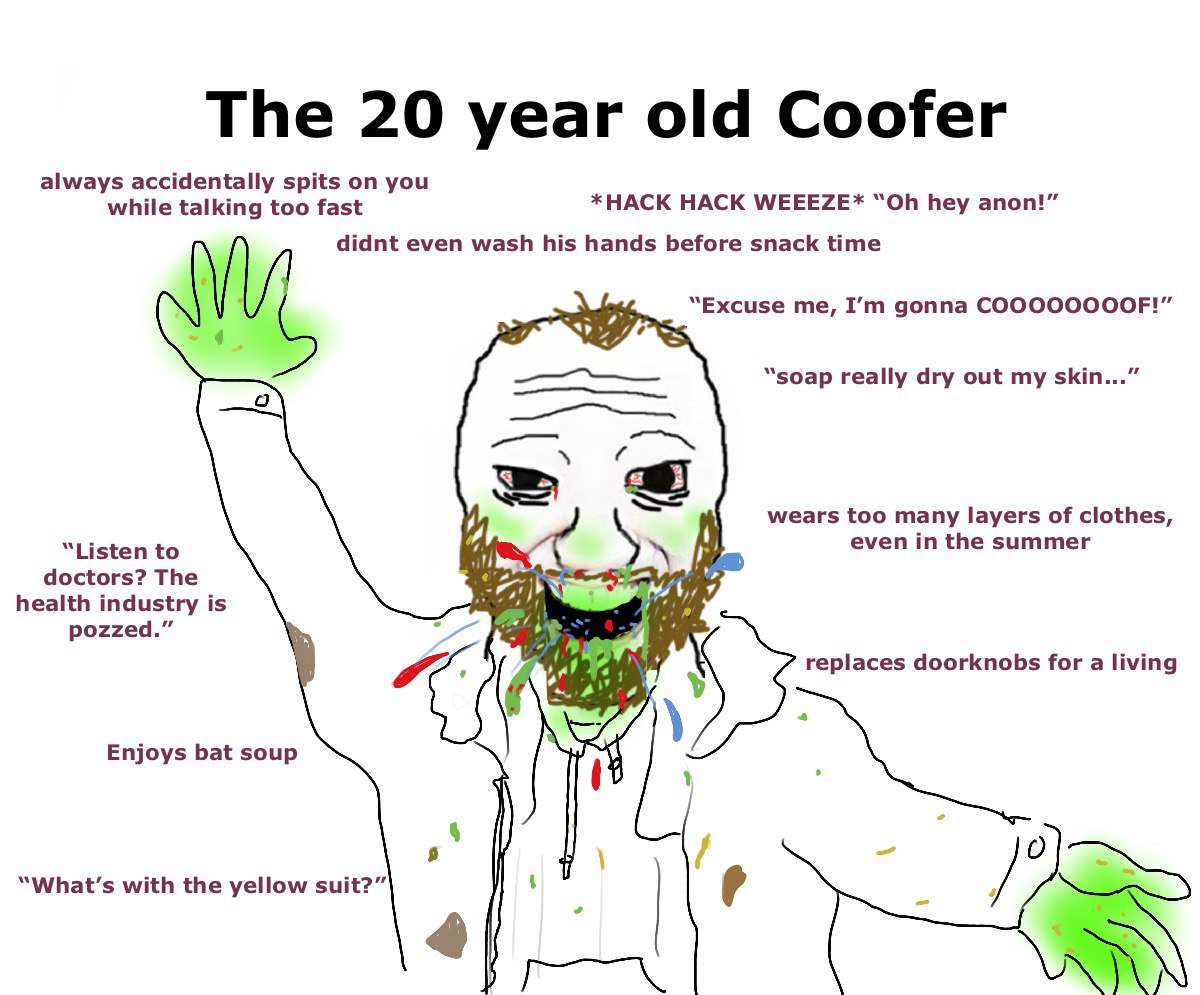 The 20 year old Coofer
always accidentally spits on you
while talking too fast
*HACK HACK WEEEZE* “Oh hey anon!”
didnt even wash his hands before snack time
“Excuse me, I’m gonna COOOOOOOOF!”
“soap really dry out my skin...”
wears too many layers of clothes,
even in the summer
“Listen to
doctors? The
health industry is
pozzed.”
replaces doorknobs for a living
Enjoys bat soup
“What’s with the yellow suit?”